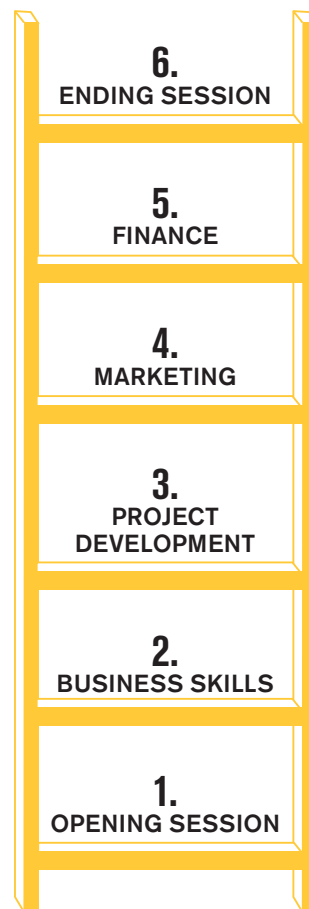 6.
ENDING SESSION
5.
FINANCE
4.
MARKETING
3.
PROJECT
DEVELOPMENT
2.
BUSINESS SKILLS
1.
OPENING SESSION